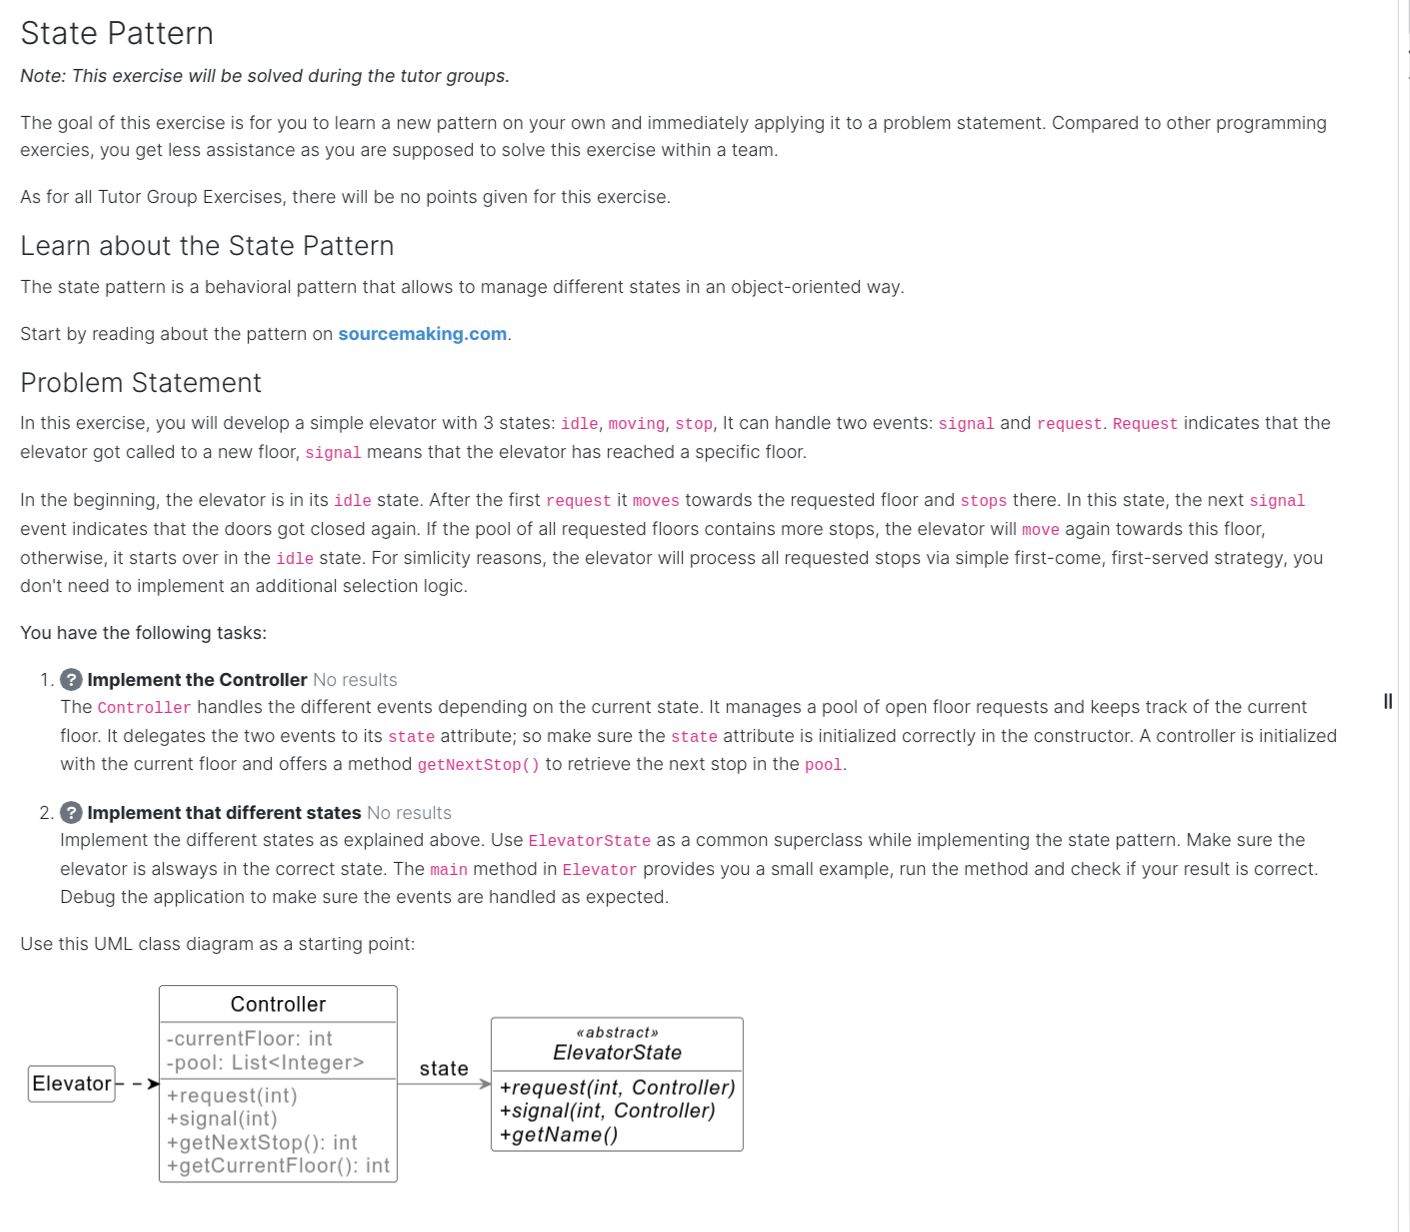 State Pattern
Note: This exercise will be solved during the tutor groups.
The goal of this exercise is for you to learn a new pattern on your own and immediately applying it to a problem statement. Compared to other programming
exercies, you get less assistance as you are supposed to solve this exercise within a team.
As for all Tutor Group Exercises, there will be no points given for this exercise.
Learn about the State Pattern
The state pattern is a behavioral pattern that allows to manage different states in an object-oriented way.
Start by reading about the pattern on sourcemaking.com.
Problem Statement
In this exercise, you will develop a simple elevator with 3 states: idle, moving, stop, It can handle two events: signal and request. Request indicates that the
elevator got called to a new floor, signal means that the elevator has reached a specific floor.
In the beginning, the elevator is in its idle state. After the first request it moves towards the requested floor and stops there. In this state, the next signal
event indicates that the doors got closed again. If the pool of all requested floors contains more stops, the elevator will move again towards this floor,
otherwise, it starts over in the idle state. For simlicity reasons, the elevator will process all requested stops via simple first-come, first-served strategy, you
don't need to implement an additional selection logic.
You have the following tasks:
1. ? Implement the Controller No results
The Controller handles the different events depending on the current state. It manages a pool of open floor requests and keeps track of the current
floor. It delegates the two events to its state attribute; so make sure the state attribute is initialized correctly in the constructor. A controller is initialized
with the current floor and offers a method getNextStop() to retrieve the next stop in the pool.
2. ? Implement that different states No results
Implement the different states as explained above. Use ElevatorState as a common superclass while implementing the state pattern. Make sure the
elevator is alsways in the correct state. The main method in Elevator provides you a small example, run the method and check if your result is correct.
Debug the application to make sure the events are handled as expected.
Use this UML class diagram as a starting point:
Elevator
Controller
-currentFloor: int
-pool: List<Integer>
+request(int)
+signal(int)
+getNextStop(): int
+getCurrentFloor(): int
state
«abstract»
ElevatorState
+request(int, Controller)
+signal(int, Controller)
+getName()